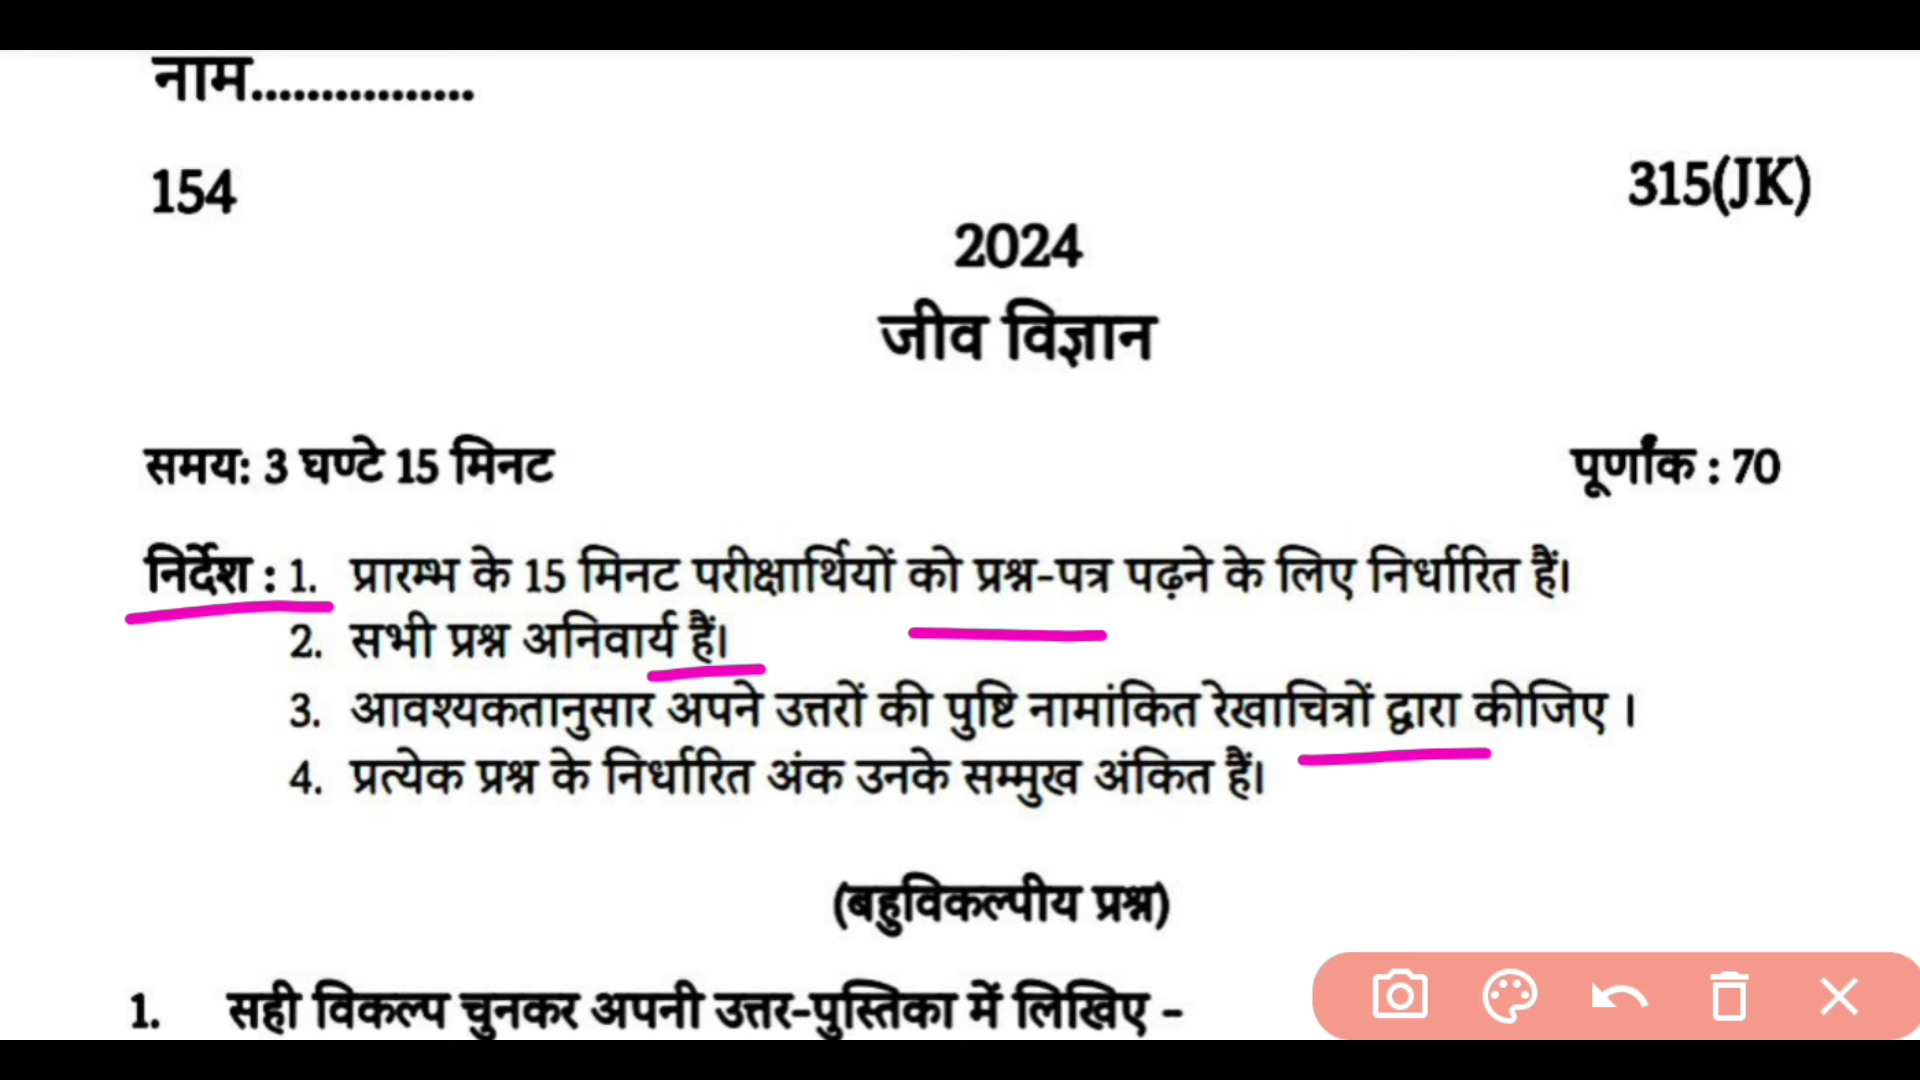 नाम................
154
315(JK)
2024
जीव विज्ञान
समय: 3 घण्टे 15 मिनट
पूर्णांक : 70
निर्देश : 1. प्रारम्भ के 15 मिनट परीक्षार्थियों को प्रश्न-पत्र पढ़ने के लिए निर्धारित हैं।
2. सभी प्रश्न अनिवार्य हैं।
3. आवश्यकतानुसार अपने उत्तरों की पुष्टि नामांकित रेखाचित्रों द्वारा कीजिए ।
4. प्रत्येक प्रश्न के निर्धारित अंक उनके सम्मुख अंकित हैं।
(बहुविकल्पीय प्रश्न)
1. सही विकल्प चुनकर अपनी उत्तर-पुस्तिका में लिखिए -